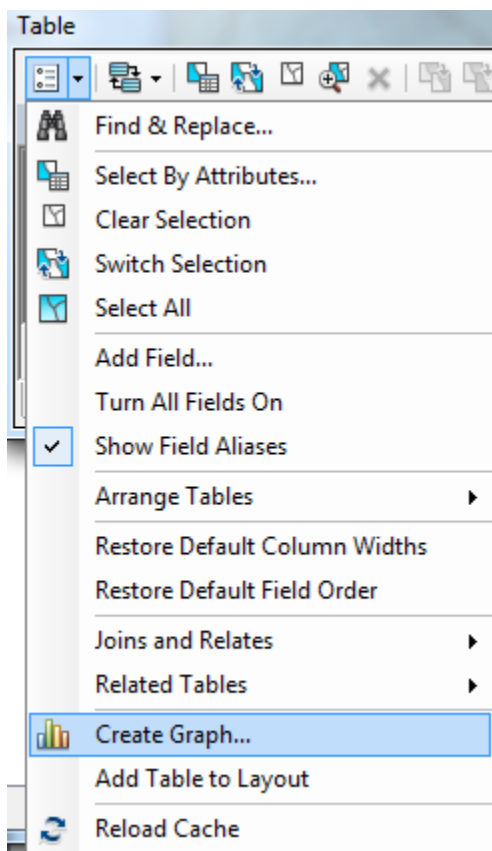 Table
Find & Replace...
Select By Attributes...
Clear Selection
Switch Selection
Select All
Add Field...
Turn All Fields On
Show Field Aliases
Arrange Tables
Restore Default Column Widths
Restore Default Field Order
Joins and Relates
Related Tables
Create Graph...
Add Table to Layout
Reload Cache